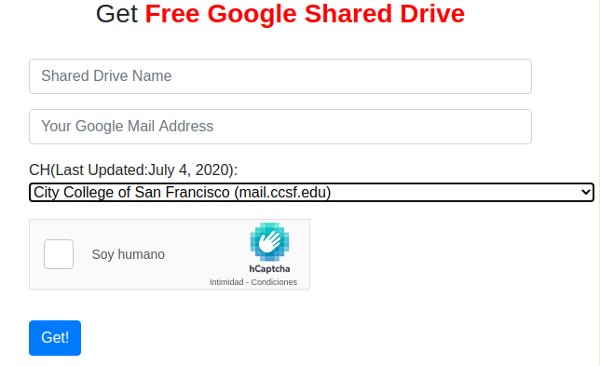 Get Free Google Shared Drive
Shared Drive Name
Your Google Mail Address
CH(Last Updated:July 4, 2020):
City College of San Francisco (mail.ccsf.edu)
Soy humano
hCaptcha
Intimidad - Condiciones
Get!